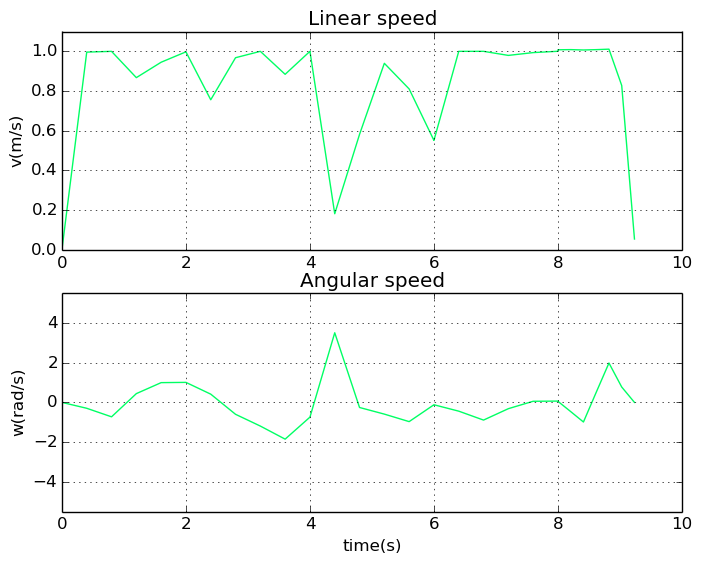 Linear speed
v(m/s)
1.0
0.8
0.6
0.4
0.2
0.0
0 2 4 6 8 10
Angular speed
w(rad/s)
4
2
0
−2
−4
0 2 4 6 8 10
time(s)